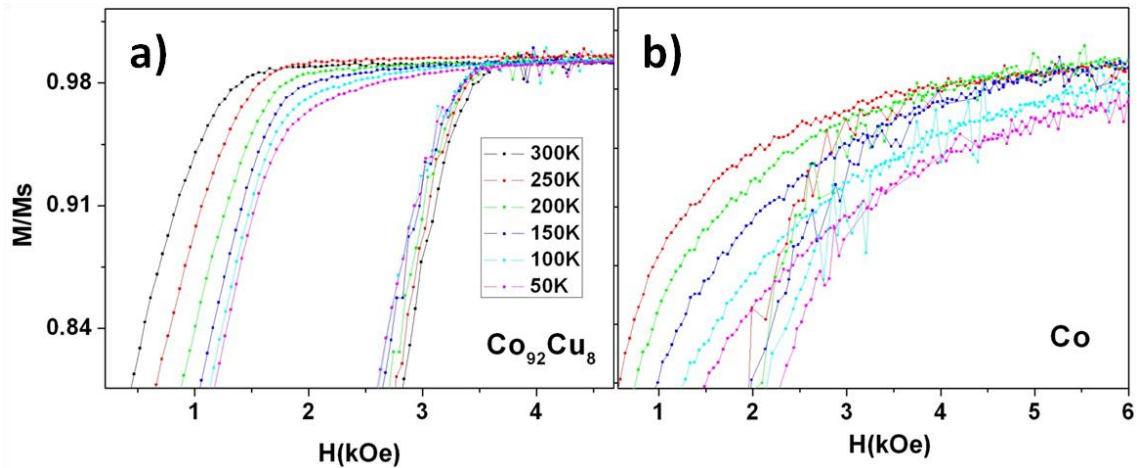 a)
b)
0.98
0.91
0.84
M/Ms
300K
250K
200K
150K
100K
50K
Co92Cu8
Co
1 2 3 4
1 2 3 4 5 6
H(kOe)
H(kOe)